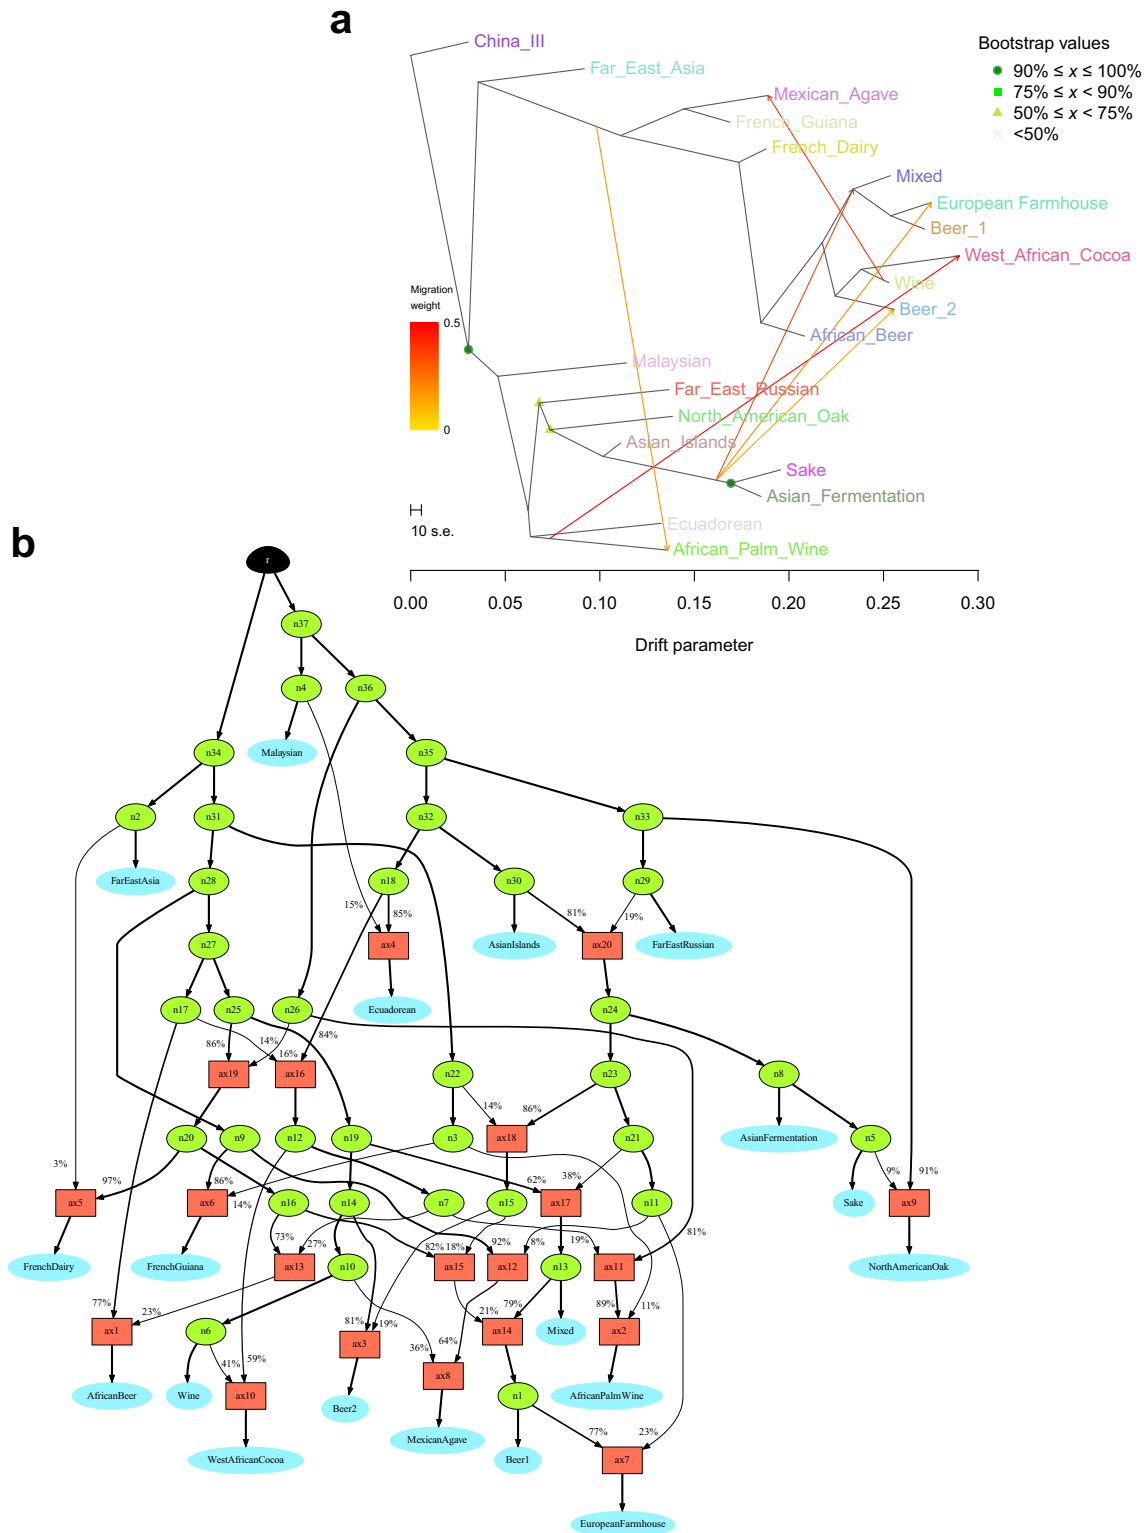 a
China_III
Far_East_Asia
Mexican_Agave
French_Guiana
French_Dairy
Mixed
European Farmhouse
Beer_1
West_African_Cocoa
Wine
Beer_2
African_Beer
Malaysian
Far_East_Russian
North_American_Oak
Asian_Islands
Sake
Asian_Fermentation
Ecuadorean
African_Palm_Wine
Bootstrap values
90% ≤ x ≤ 100%
75% ≤ x < 90%
50% ≤ x < 75%
<50%
Migration
weight
0.5
0
10 s.e.
0.00 0.05 0.10 0.15 0.20 0.25 0.30
Drift parameter
b
r
n37
n4 n36
n34 Malaysian n35
n2 n31 n32 n33
FarEastAsia n28 n18 n30 n29
15% 85% 81% 19%
n27 ax4 AsianIslands ax20 FarEastRussian
n17 n25 n26 Ecuadorean n24
86% 14% 16% 84%
ax19 ax16 n22 n23 n8
14% 86%
n20 n9 n12 n19 n3 ax18 n21 AsianFermentation n5
3% 97% 86% 14% 62% 38% 9% 91%
ax5 ax6 n16 n14 n7 n15 ax17 n11 Sake ax9
73% 27% 82% 18% 92% 8% 19% 81%
FrenchDairy FrenchGuiana ax13 n10 ax15 ax12 n13 ax11 NorthAmericanOak
77% 23% 81% 19% 21% 79% 89% 11%
ax1 n6 ax3 ax14 Mixed ax2
41% 59% 36% 64%
AfricanBeer Wine ax10 Beer2 ax8 n1 AfricanPalmWine
77% 23%
WestAfricanCocoa MexicanAgave Beer1 ax7
EuropeanFarmhouse